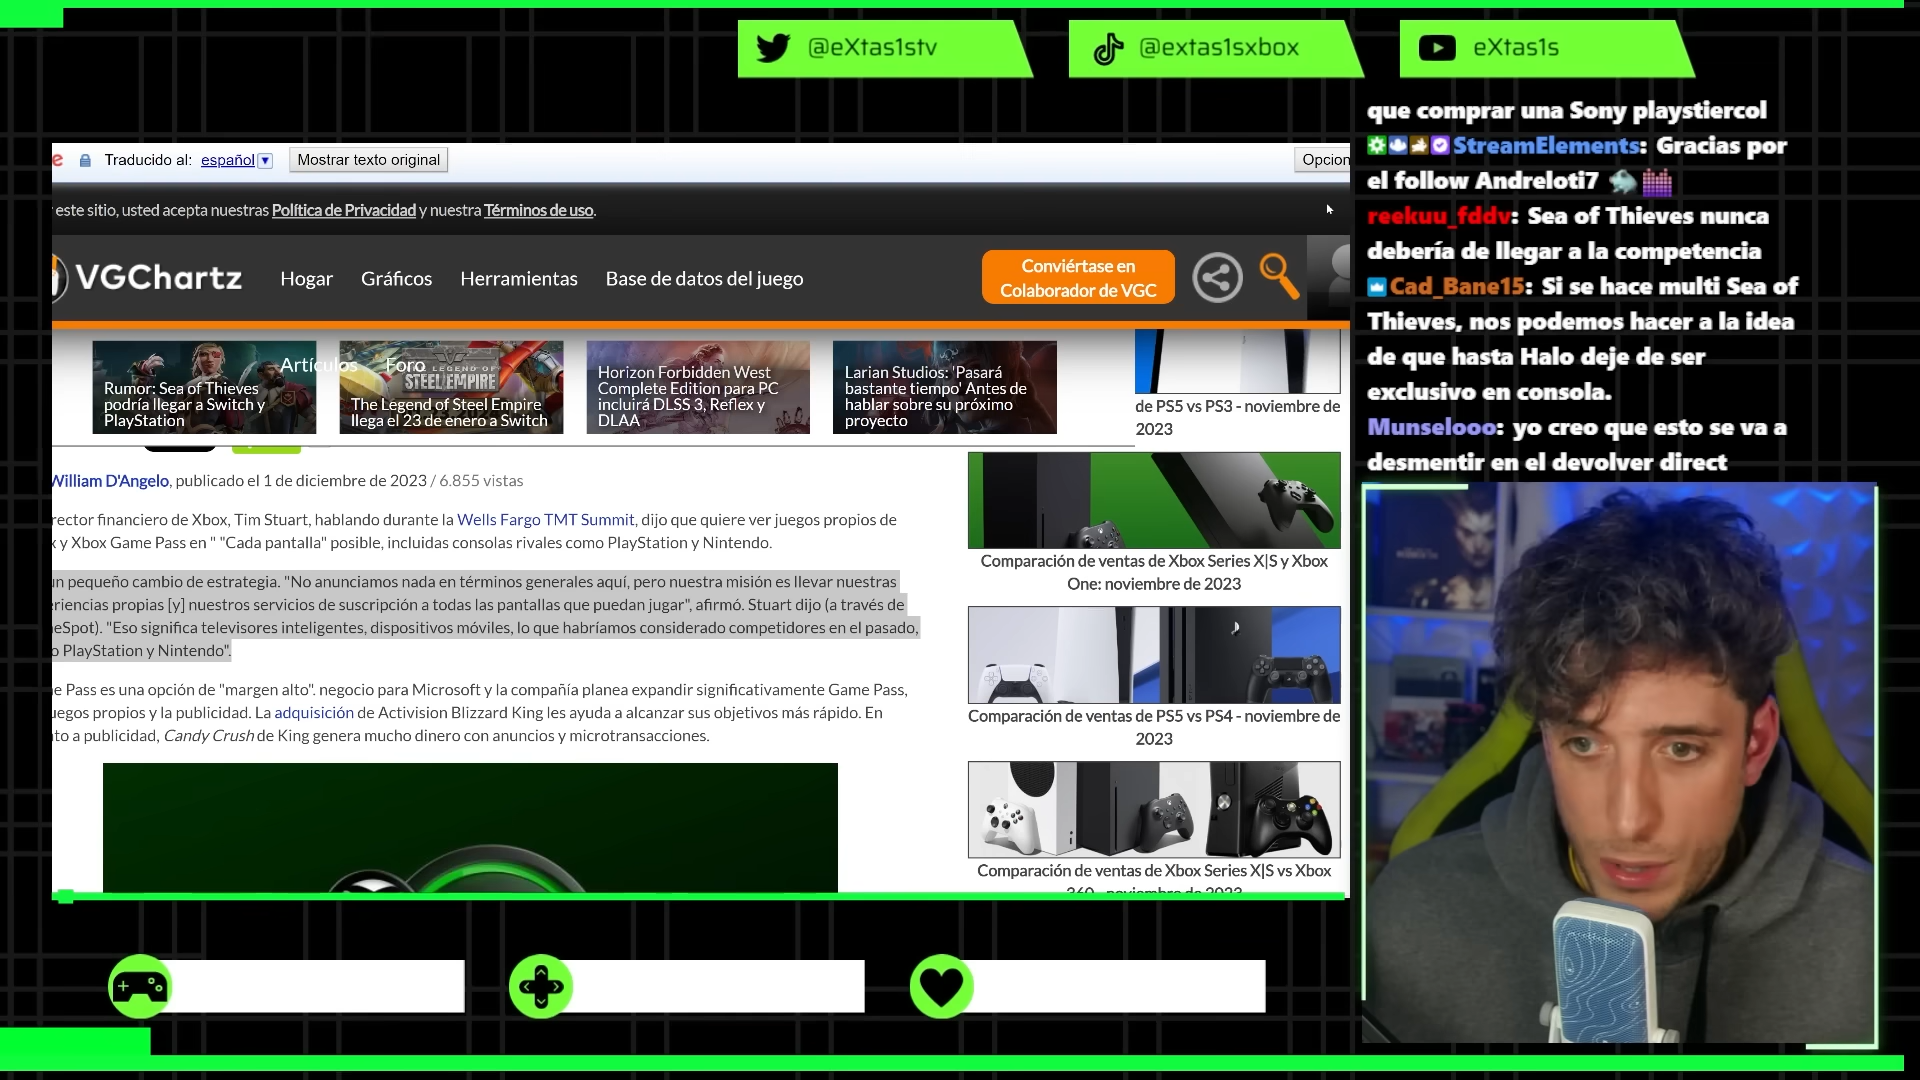 @eXtas1stv
@extas1sxbox
eXtas1s
Traducido al: español
Mostrar texto original
Opcion
este sitio, usted acepta nuestras Política de Privacidad y nuestra Términos de uso.
VGChartz
Hogar
Gráficos
Herramientas
Base de datos del juego
Conviértase en
Colaborador de VGC
Artículos
Foro
Rumor: Sea of Thieves
podría llegar a Switch y
PlayStation
LEGEND OF
STEEL EMPIRE
The Legend of Steel Empire
llega el 23 de enero a Switch
Horizon Forbidden West
Complete Edition para PC
incluirá DLSS 3, Reflex y
DLAA
Larian Studios: 'Pasará
bastante tiempo' Antes de
hablar sobre su próximo
proyecto
de PS5 vs PS3 - noviembre de
2023
William D'Angelo, publicado el 1 de diciembre de 2023 / 6.855 vistas
rector financiero de Xbox, Tim Stuart, hablando durante la Wells Fargo TMT Summit, dijo que quiere ver juegos propios de
x y Xbox Game Pass en " "Cada pantalla" posible, incluidas consolas rivales como PlayStation y Nintendo.
un pequeño cambio de estrategia. "No anunciamos nada en términos generales aquí, pero nuestra misión es llevar nuestras
eriencias propias [y] nuestros servicios de suscripción a todas las pantallas que puedan jugar", afirmó. Stuart dijo (a través de
eSpot). "Eso significa televisores inteligentes, dispositivos móviles, lo que habríamos considerado competidores en el pasado,
o PlayStation y Nintendo".
e Pass es una opción de "margen alto". negocio para Microsoft y la compañía planea expandir significativamente Game Pass,
uegos propios y la publicidad. La adquisición de Activision Blizzard King les ayuda a alcanzar sus objetivos más rápido. En
to a publicidad, Candy Crush de King genera mucho dinero con anuncios y microtransacciones.
Comparación de ventas de Xbox Series X|S y Xbox
One: noviembre de 2023
Comparación de ventas de PS5 vs PS4 - noviembre de
2023
Comparación de ventas de Xbox Series X|S vs Xbox
360 - noviembre de 2023
que comprar una Sony playstiercol
StreamElements: Gracias por
el follow Andreloti7
reekuu_fddv: Sea of Thieves nunca
debería de llegar a la competencia
Cad_Bane15: Si se hace multi Sea of
Thieves, nos podemos hacer a la idea
de que hasta Halo deje de ser
exclusivo en consola.
Munselooo: yo creo que esto se va a
desmentir en el devolver direct